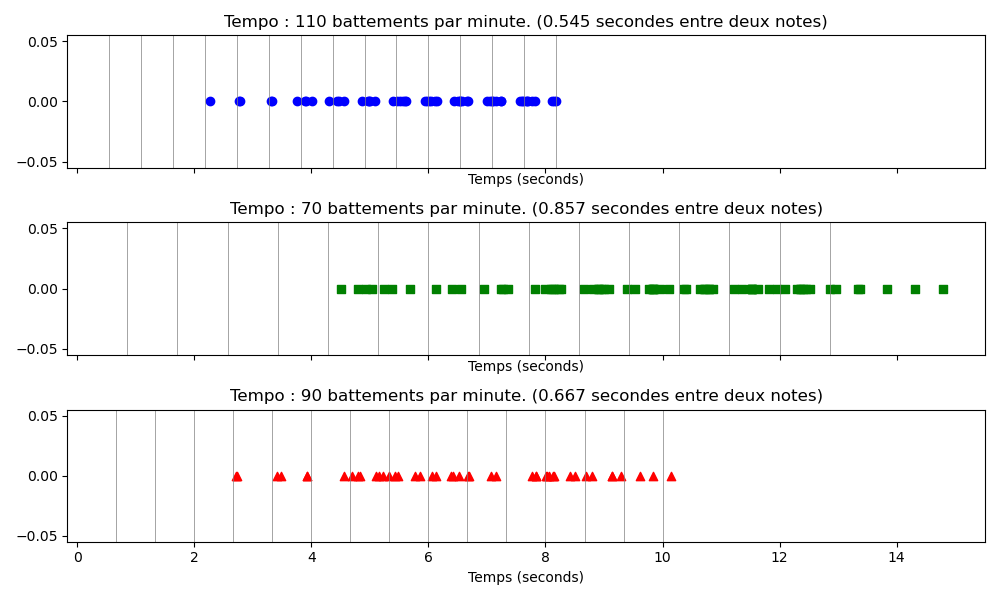 Tempo : 110 battements par minute. (0.545 secondes entre deux notes)
0.05
0.00
−0.05
Temps (seconds)
Tempo : 70 battements par minute. (0.857 secondes entre deux notes)
0.05
0.00
−0.05
Temps (seconds)
Tempo : 90 battements par minute. (0.667 secondes entre deux notes)
0.05
0.00
−0.05
0 2 4 6 8 10 12 14
Temps (seconds)